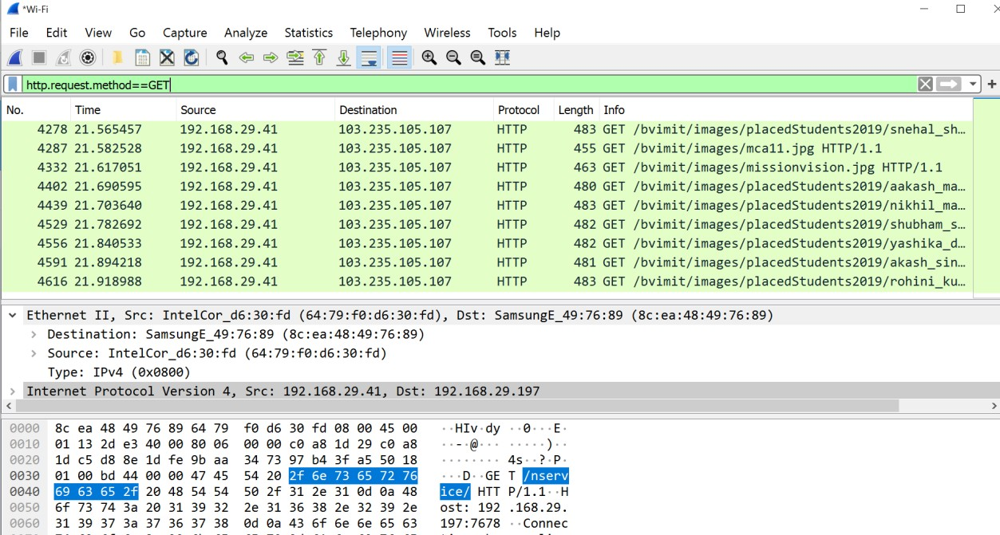 *Wi-Fi
File Edit View Go Capture Analyze Statistics Telephony Wireless Tools Help
http.request.method==GET
No. Time Source Destination Protocol Length Info
4278 21.565457 192.168.29.41 103.235.105.107 HTTP 483 GET /bvimit/images/placedStudents2019/snehal_sh…
4287 21.582528 192.168.29.41 103.235.105.107 HTTP 455 GET /bvimit/images/mca11.jpg HTTP/1.1
4332 21.617051 192.168.29.41 103.235.105.107 HTTP 463 GET /bvimit/images/missionvision.jpg HTTP/1.1
4402 21.690595 192.168.29.41 103.235.105.107 HTTP 480 GET /bvimit/images/placedStudents2019/aakash_ma…
4439 21.703640 192.168.29.41 103.235.105.107 HTTP 483 GET /bvimit/images/placedStudents2019/nikhil_ma…
4529 21.782692 192.168.29.41 103.235.105.107 HTTP 482 GET /bvimit/images/placedStudents2019/shubham_s…
4556 21.840533 192.168.29.41 103.235.105.107 HTTP 482 GET /bvimit/images/placedStudents2019/yashika_d…
4591 21.894218 192.168.29.41 103.235.105.107 HTTP 481 GET /bvimit/images/placedStudents2019/akash_sin…
4616 21.918988 192.168.29.41 103.235.105.107 HTTP 483 GET /bvimit/images/placedStudents2019/rohini_ku…
Ethernet II, Src: IntelCor_d6:30:fd (64:79:f0:d6:30:fd), Dst: SamsungE_49:76:89 (8c:ea:48:49:76:89)
Destination: SamsungE_49:76:89 (8c:ea:48:49:76:89)
Source: IntelCor_d6:30:fd (64:79:f0:d6:30:fd)
Type: IPv4 (0x0800)
Internet Protocol Version 4, Src: 192.168.29.41, Dst: 192.168.29.197
0000 8c ea 48 49 76 89 64 79 f0 d6 30 fd 08 00 45 00 ··HIv·dy ··0···E·
0010 01 13 2d e3 40 00 80 06 00 00 c0 a8 1d 29 c0 a8 ··-·@··· ·····)··
0020 1d c5 d8 8e 1d fe 9b aa 34 73 97 b4 3f a5 50 18 ········ 4s··?·P·
0030 01 00 bd 44 00 00 47 45 54 20 2f 6e 73 65 72 76 ···D··GE T /nserv
0040 69 63 65 2f 20 48 54 54 50 2f 31 2e 31 0d 0a 48 ice/ HTT P/1.1··H
0050 6f 73 74 3a 20 31 39 32 2e 31 36 38 2e 32 39 2e ost: 192 .168.29.
0060 31 39 37 3a 37 36 37 38 0d 0a 43 6f 6e 6e 65 63 197:7678 ··Connec